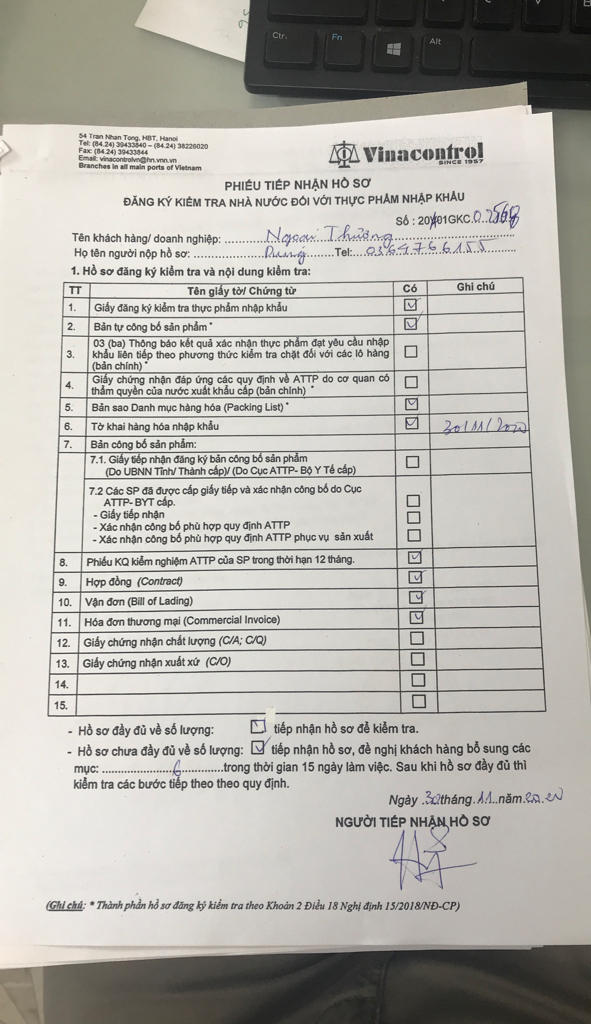 Ctr.
Fn
Alt
54 Tran Nhan Tong, HBT, Hanoi
Tel: (84.24) 39433840 – (84.24) 38226020
Fax: (84.24) 39433844
Email: vinacontrolvn@hn.vnn.vn
Branches in all main ports of Vietnam
Vinacontrol
SINCE 1957
PHIẾU TIẾP NHẬN HỒ SƠ
ĐĂNG KÝ KIỂM TRA NHÀ NƯỚC ĐỐI VỚI THỰC PHẨM NHẬP KHẨU
Số : 01GKC
Tên khách hàng/ doanh nghiệp: Ngoại Thương
Họ tên người nộp hồ sơ: Dung Tel: 0364766155
1. Hồ sơ đăng ký kiểm tra và nội dung kiểm tra:
TT Tên giấy tờ/ Chứng từ Có Ghi chú
1. Giấy đăng ký kiểm tra thực phẩm nhập khẩu
2. Bản tự công bố sản phẩm *
3. 03 (ba) Thông báo kết quả xác nhận thực phẩm đạt yêu cầu nhập
khẩu liên tiếp theo phương thức kiểm tra chặt đối với các lô hàng
(bản chính) *
4. Giấy chứng nhận đáp ứng các quy định về ATTP do cơ quan có
thẩm quyền của nước xuất khẩu cấp (bản chính) *
5. Bản sao Danh mục hàng hóa (Packing List) *
6. Tờ khai hàng hóa nhập khẩu 30/11/2020
7. Bản công bố sản phẩm:
7.1. Giấy tiếp nhận đăng ký bản công bố sản phẩm
(Do UBNN Tỉnh/ Thành cấp)/ (Do Cục ATTP- Bộ Y Tế cấp)
7.2 Các SP đã được cấp giấy tiếp và xác nhận công bố do Cục
ATTP- BYT cấp.
- Giấy tiếp nhận
- Xác nhận công bố phù hợp quy định ATTP
- Xác nhận công bố phù hợp quy định ATTP phục vụ sản xuất
8. Phiếu KQ kiểm nghiệm ATTP của SP trong thời hạn 12 tháng.
9. Hợp đồng (Contract)
10. Vận đơn (Bill of Lading)
11. Hóa đơn thương mại (Commercial Invoice)
12. Giấy chứng nhận chất lượng (C/A; C/Q)
13. Giấy chứng nhận xuất xứ (C/O)
14.
15.
- Hồ sơ đầy đủ về số lượng: tiếp nhận hồ sơ để kiểm tra.
- Hồ sơ chưa đầy đủ về số lượng: tiếp nhận hồ sơ, đề nghị khách hàng bổ sung các
mục: 6 trong thời gian 15 ngày làm việc. Sau khi hồ sơ đầy đủ thì
kiểm tra các bước tiếp theo theo quy định.
Ngày 30 tháng 11 năm 2020
NGƯỜI TIẾP NHẬN HỒ SƠ
(Ghi chú: * Thành phần hồ sơ đăng ký kiểm tra theo Khoản 2 Điều 18 Nghị định 15/2018/NĐ-CP)